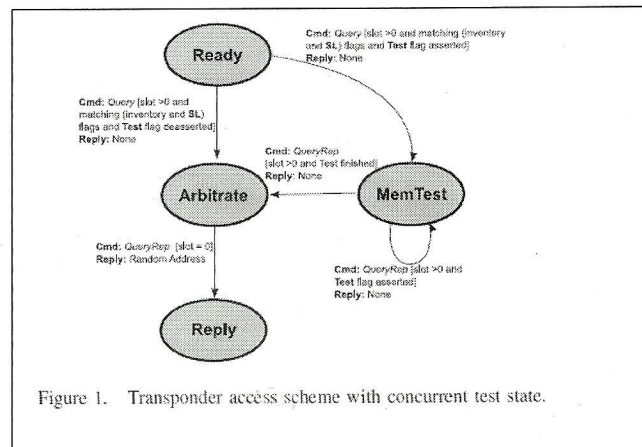 Ready
Cmd: Query [slot >0 and matching (inventory
and SL) flags and Test flag asserted]
Reply: None
Cmd: Query [slot >0 and
matching (inventory and SL)
flags and Test flag deasserted]
Reply: None
Cmd: QueryRep
[slot >0 and Test finished]
Reply: None
Arbitrate
MemTest
Cmd: QueryRep [slot = 0]
Reply: Random Address
Cmd: QueryRep [slot >0 and
Test flag asserted]
Reply: None
Reply
Figure 1. Transponder access scheme with concurrent test state.